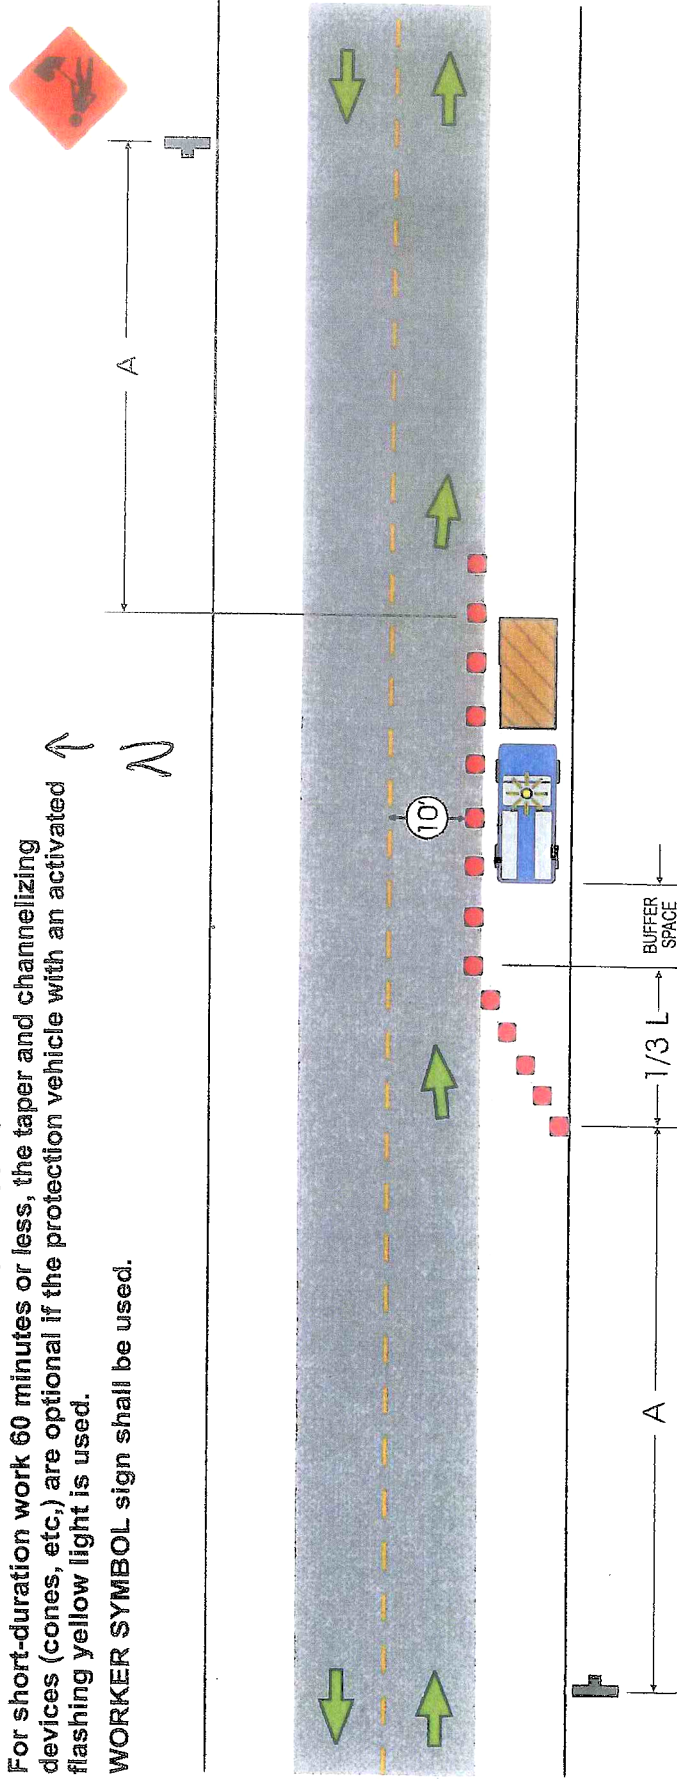 For short-duration work 60 minutes or less, the taper and channelizing
devices (cones, etc,) are optional if the protection vehicle with an activated
flashing yellow light is used.
WORKER SYMBOL sign shall be used.
A
10'
BUFFER
SPACE
1/3 L
A